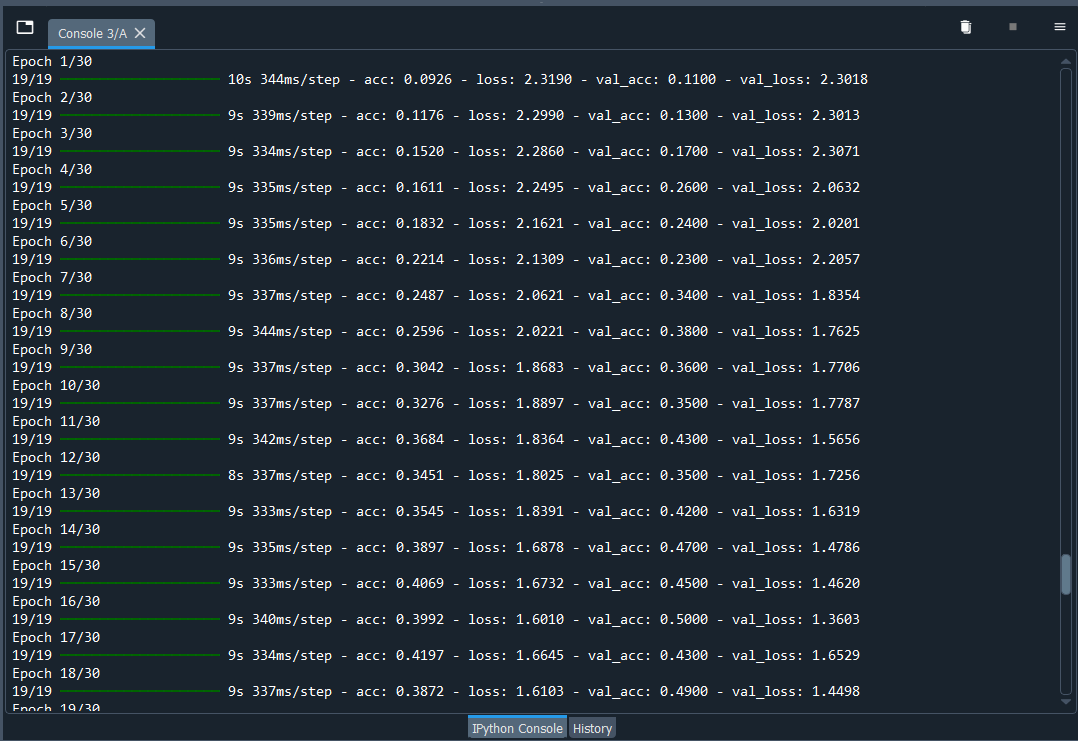 Console 3/A
Epoch 1/30
19/19 10s 344ms/step - acc: 0.0926 - loss: 2.3190 - val_acc: 0.1100 - val_loss: 2.3018
Epoch 2/30
19/19 9s 339ms/step - acc: 0.1176 - loss: 2.2990 - val_acc: 0.1300 - val_loss: 2.3013
Epoch 3/30
19/19 9s 334ms/step - acc: 0.1520 - loss: 2.2860 - val_acc: 0.1700 - val_loss: 2.3071
Epoch 4/30
19/19 9s 335ms/step - acc: 0.1611 - loss: 2.2495 - val_acc: 0.2600 - val_loss: 2.0632
Epoch 5/30
19/19 9s 335ms/step - acc: 0.1832 - loss: 2.1621 - val_acc: 0.2400 - val_loss: 2.0201
Epoch 6/30
19/19 9s 336ms/step - acc: 0.2214 - loss: 2.1309 - val_acc: 0.2300 - val_loss: 2.2057
Epoch 7/30
19/19 9s 337ms/step - acc: 0.2487 - loss: 2.0621 - val_acc: 0.3400 - val_loss: 1.8354
Epoch 8/30
19/19 9s 344ms/step - acc: 0.2596 - loss: 2.0221 - val_acc: 0.3800 - val_loss: 1.7625
Epoch 9/30
19/19 9s 337ms/step - acc: 0.3042 - loss: 1.8683 - val_acc: 0.3600 - val_loss: 1.7706
Epoch 10/30
19/19 9s 337ms/step - acc: 0.3276 - loss: 1.8897 - val_acc: 0.3500 - val_loss: 1.7787
Epoch 11/30
19/19 9s 342ms/step - acc: 0.3684 - loss: 1.8364 - val_acc: 0.4300 - val_loss: 1.5656
Epoch 12/30
19/19 8s 337ms/step - acc: 0.3451 - loss: 1.8025 - val_acc: 0.3500 - val_loss: 1.7256
Epoch 13/30
19/19 9s 333ms/step - acc: 0.3545 - loss: 1.8391 - val_acc: 0.4200 - val_loss: 1.6319
Epoch 14/30
19/19 9s 335ms/step - acc: 0.3897 - loss: 1.6878 - val_acc: 0.4700 - val_loss: 1.4786
Epoch 15/30
19/19 9s 333ms/step - acc: 0.4069 - loss: 1.6732 - val_acc: 0.4500 - val_loss: 1.4620
Epoch 16/30
19/19 9s 340ms/step - acc: 0.3992 - loss: 1.6010 - val_acc: 0.5000 - val_loss: 1.3603
Epoch 17/30
19/19 9s 334ms/step - acc: 0.4197 - loss: 1.6645 - val_acc: 0.4300 - val_loss: 1.6529
Epoch 18/30
19/19 9s 337ms/step - acc: 0.3872 - loss: 1.6103 - val_acc: 0.4900 - val_loss: 1.4498
Epoch 19/30
IPython Console History